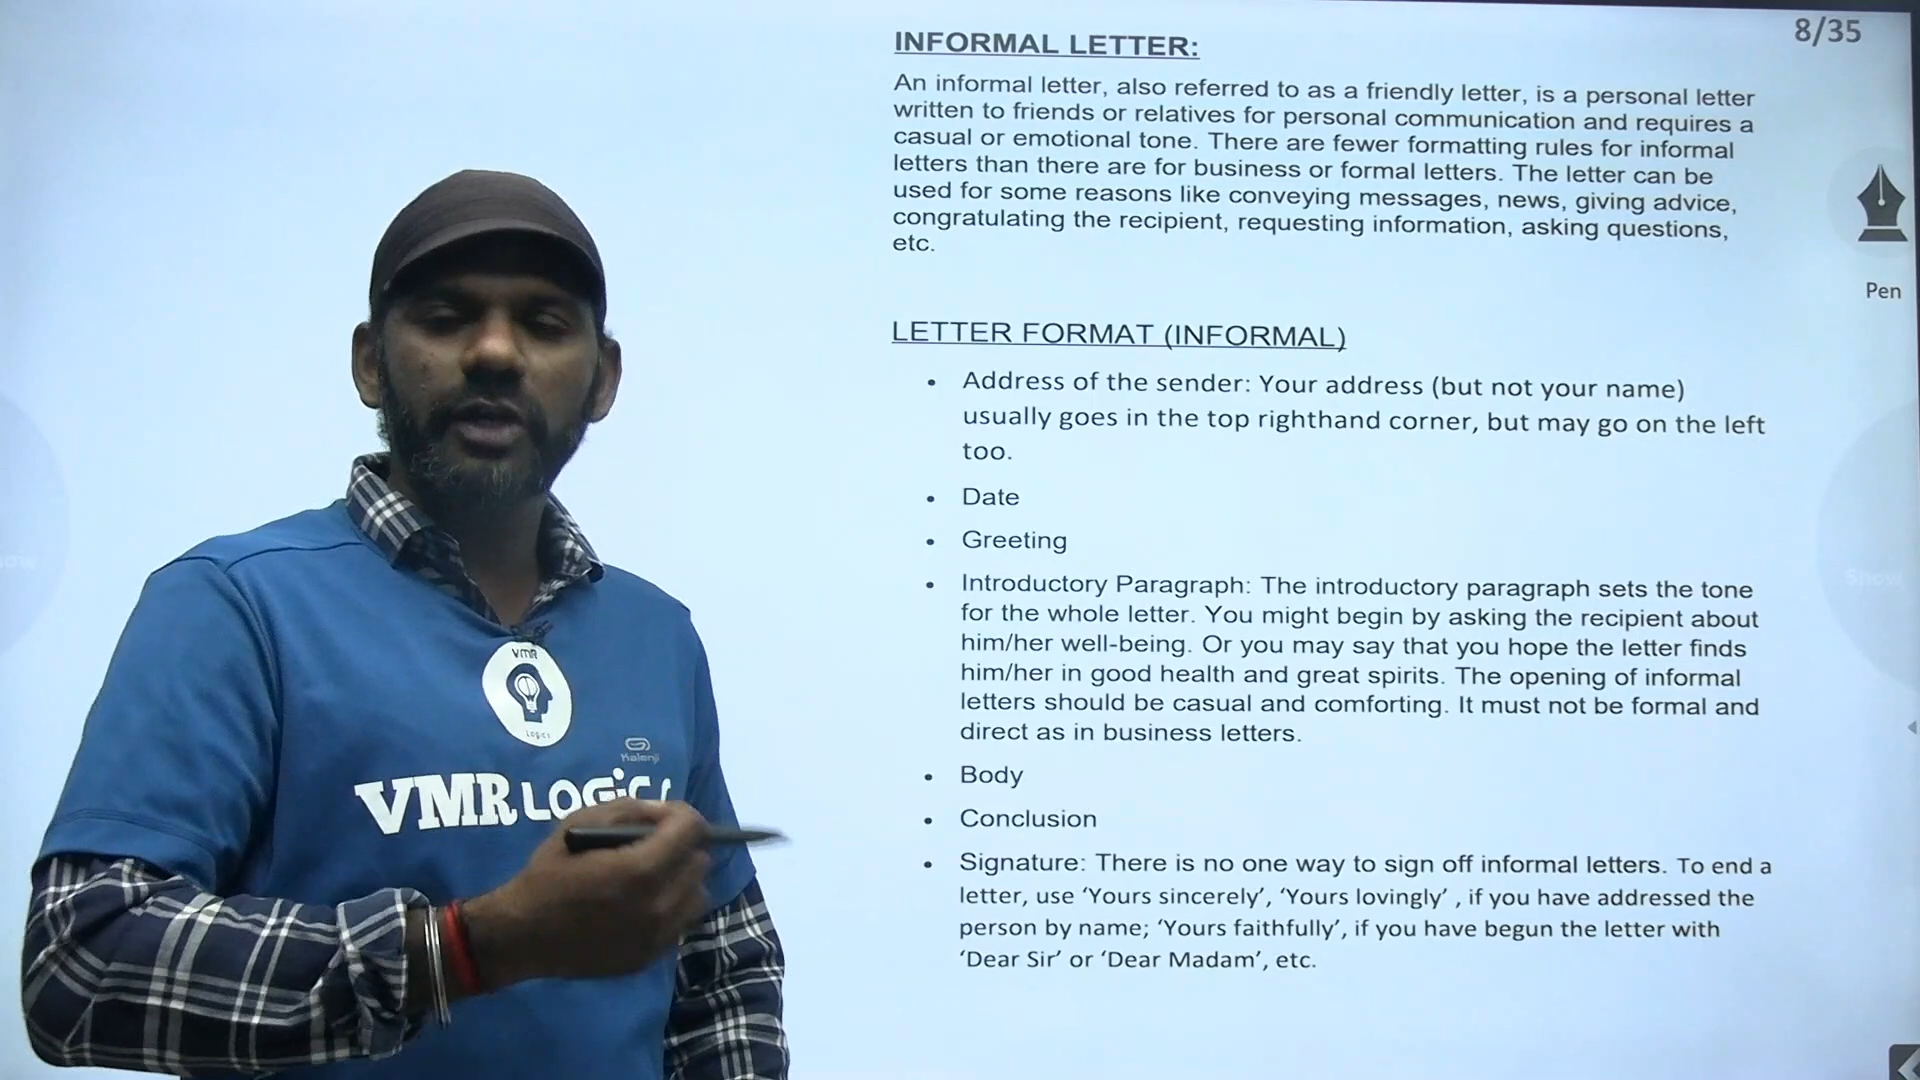 8/35
INFORMAL LETTER:
An informal letter, also referred to as a friendly letter, is a personal letter
written to friends or relatives for personal communication and requires a
casual or emotional tone. There are fewer formatting rules for informal
letters than there are for business or formal letters. The letter can be
used for some reasons like conveying messages, news, giving advice,
congratulating the recipient, requesting information, asking questions,
etc.
Pen
LETTER FORMAT (INFORMAL)
• Address of the sender: Your address (but not your name)
usually goes in the top righthand corner, but may go on the left
too.
• Date
• Greeting
• Introductory Paragraph: The introductory paragraph sets the tone
for the whole letter. You might begin by asking the recipient about
him/her well-being. Or you may say that you hope the letter finds
him/her in good health and great spirits. The opening of informal
letters should be casual and comforting. It must not be formal and
direct as in business letters.
• Body
• Conclusion
• Signature: There is no one way to sign off informal letters. To end a
letter, use ‘Yours sincerely’, ‘Yours lovingly’ , if you have addressed the
person by name; ‘Yours faithfully’, if you have begun the letter with
‘Dear Sir’ or ‘Dear Madam’, etc.
Show
VMR
Logics
Kalenji
VMR LOGICS